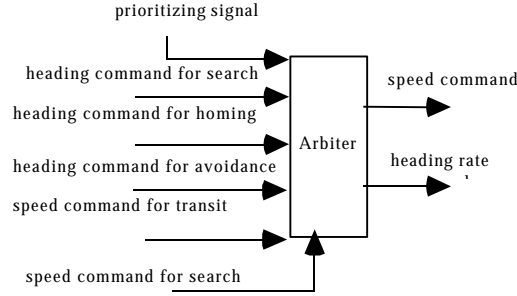 prioritizing signal
heading command for search
speed command
heading command for homing
Arbiter
heading command for avoidance
heading rate
speed command for transit
speed command for search